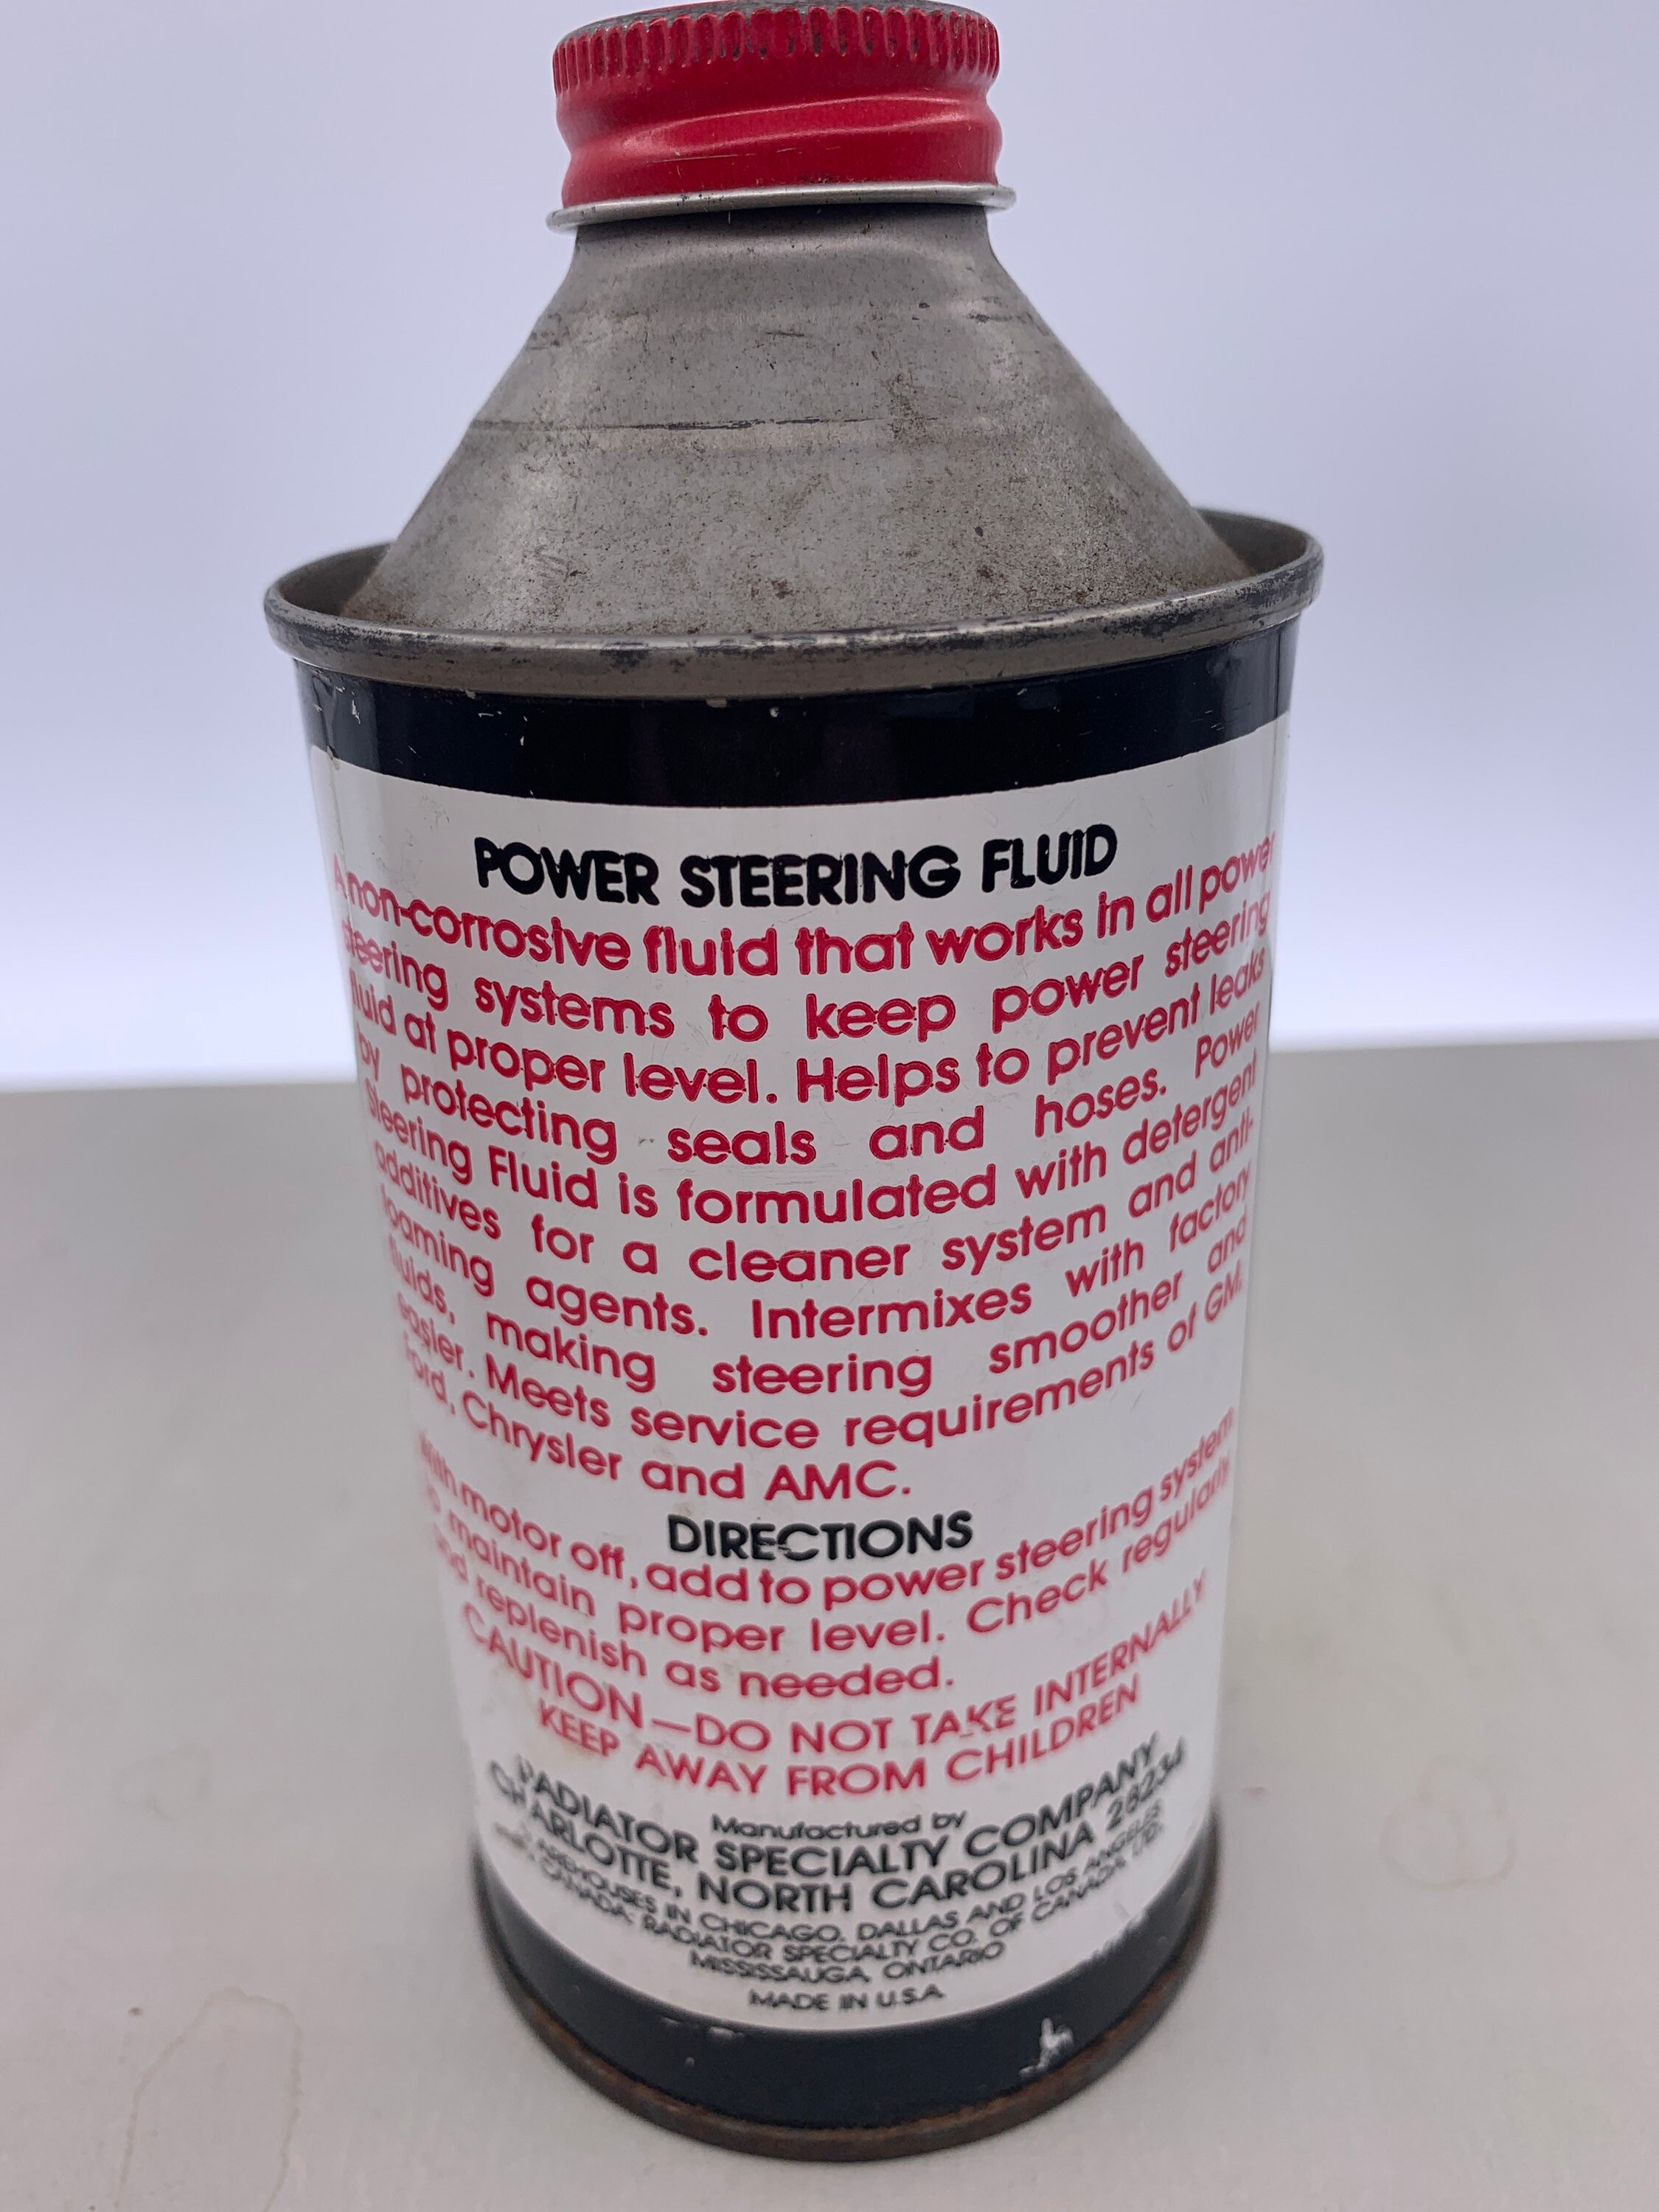 POWER STEERING FLUID
A non-corrosive fluid that works in all power
steering systems to keep power steering
fluid at proper level. Helps to prevent leaks
by protecting seals and hoses. Power
Steering Fluid is formulated with detergent
additives for a cleaner system and anti-
foaming agents. Intermixes with factory
fluids, making steering smoother and
easier. Meets service requirements of GM,
Ford, Chrysler and AMC.
DIRECTIONS
With motor off, add to power steering system
to maintain proper level. Check regularly
and replenish as needed.
CAUTION—DO NOT TAKE INTERNALLY
KEEP AWAY FROM CHILDREN
Manufactured by
RADIATOR SPECIALTY COMPANY
CHARLOTTE, NORTH CAROLINA 28234
WAREHOUSES IN CHICAGO, DALLAS AND LOS ANGELES
CANADA: RADIATOR SPECIALTY CO. OF CANADA, LTD.
MISSISSAUGA, ONTARIO
MADE IN U.S.A.